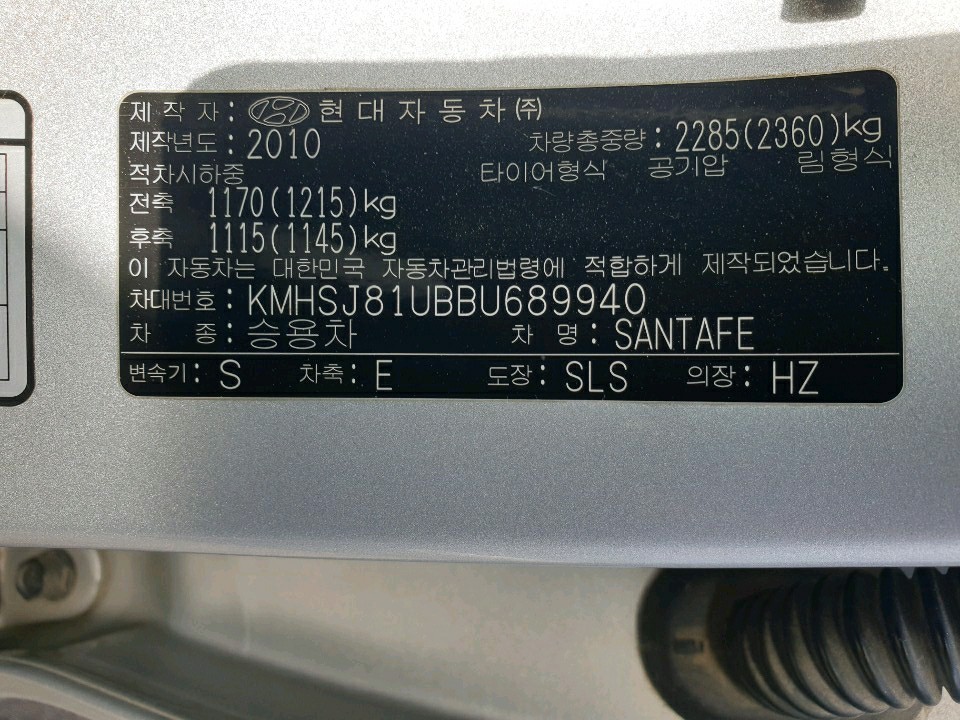 제 작 자 : 현 대 자 동 차 ㈜
제작년도 : 2010 차량총중량 : 2285(2360)kg
적차시하중 타이어형식 공기압 림형식
전축 1170(1215)kg
후축 1115(1145)kg
이 자동차는 대한민국 자동차관리법령에 적합하게 제작되었습니다.
차대번호 : KMHSJ81UBBU689940
차 종 : 승용차 차 명 : SANTAFE
변속기 : S 차축 : E 도장 : SLS 의장 : HZ